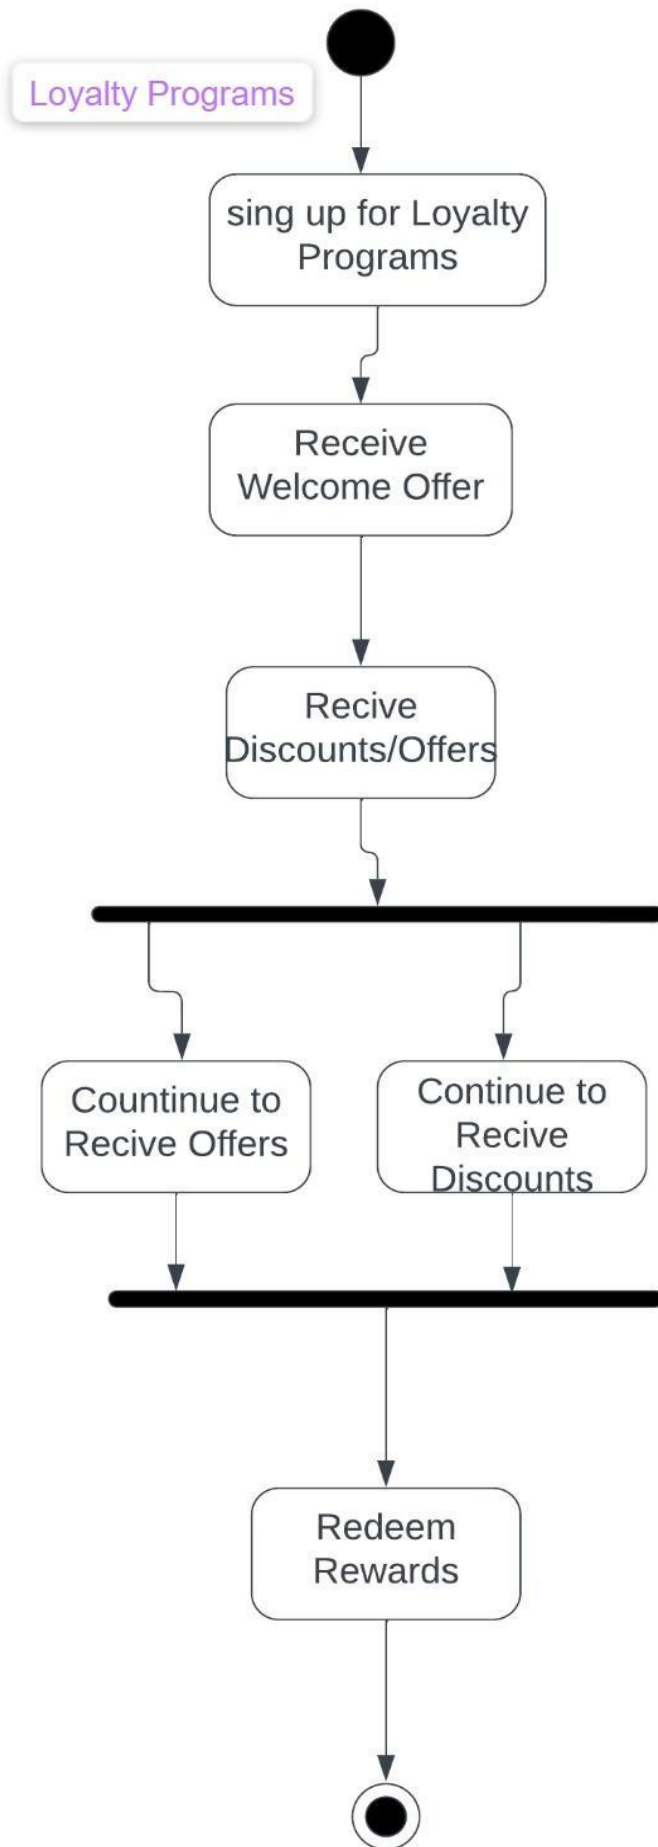 Loyalty Programs
sing up for Loyalty
Programs
Receive
Welcome Offer
Recive
Discounts/Offers
Countinue to
Recive Offers
Continue to
Recive
Discounts
Redeem
Rewards